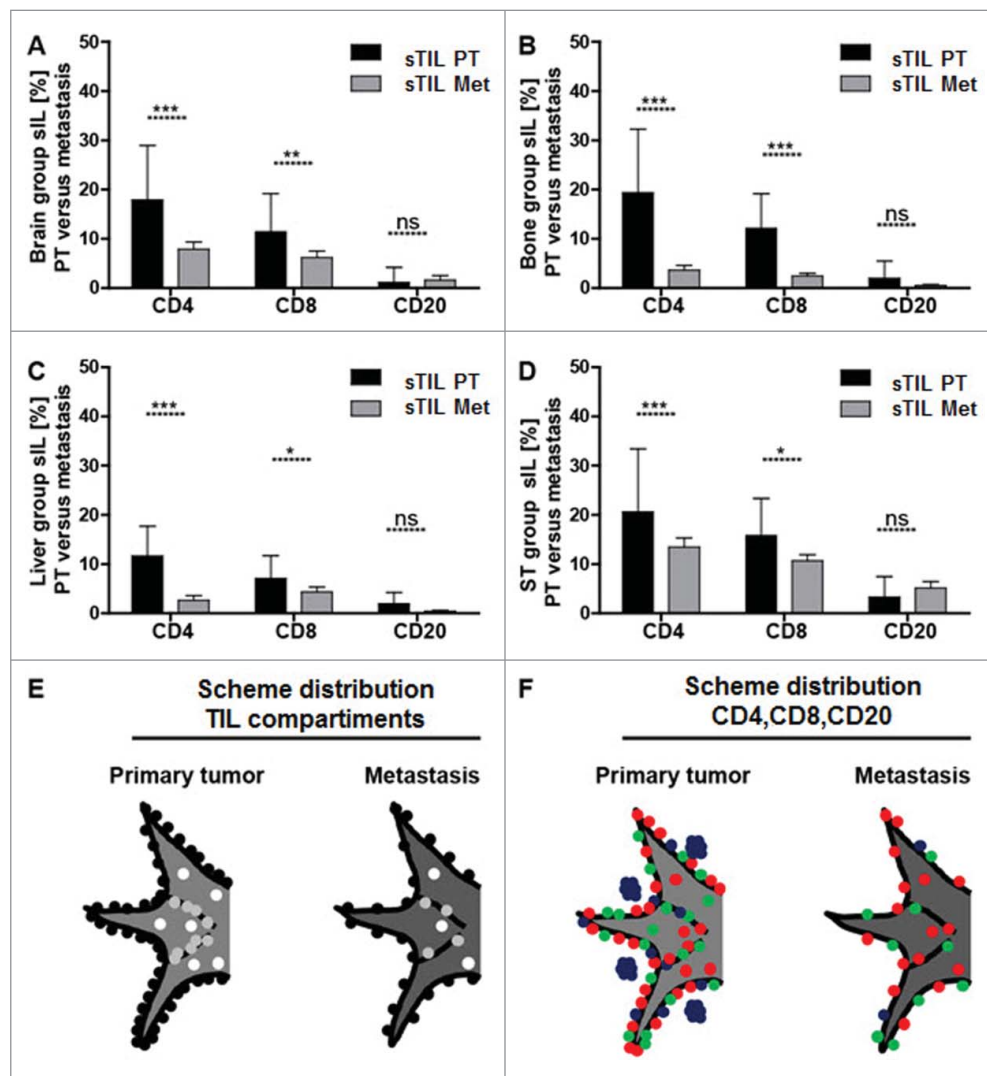 A
Brain group sIL [%]
PT versus metastasis
50
40
30
20
10
0
sTIL PT
sTIL Met
***
**
ns
CD4
CD8
CD20
B
Bone group sIL [%]
PT versus metastasis
50
40
30
20
10
0
sTIL PT
sTIL Met
***
***
ns
CD4
CD8
CD20
C
Liver group sIL [%]
PT versus metastasis
50
40
30
20
10
0
sTIL PT
sTIL Met
***
*
ns
CD4
CD8
CD20
D
ST group sIL [%]
PT versus metastasis
50
40
30
20
10
0
sTIL PT
sTIL Met
***
*
ns
CD4
CD8
CD20
E
Scheme distribution
TIL compartiments
Primary tumor
Metastasis
F
Scheme distribution
CD4,CD8,CD20
Primary tumor
Metastasis